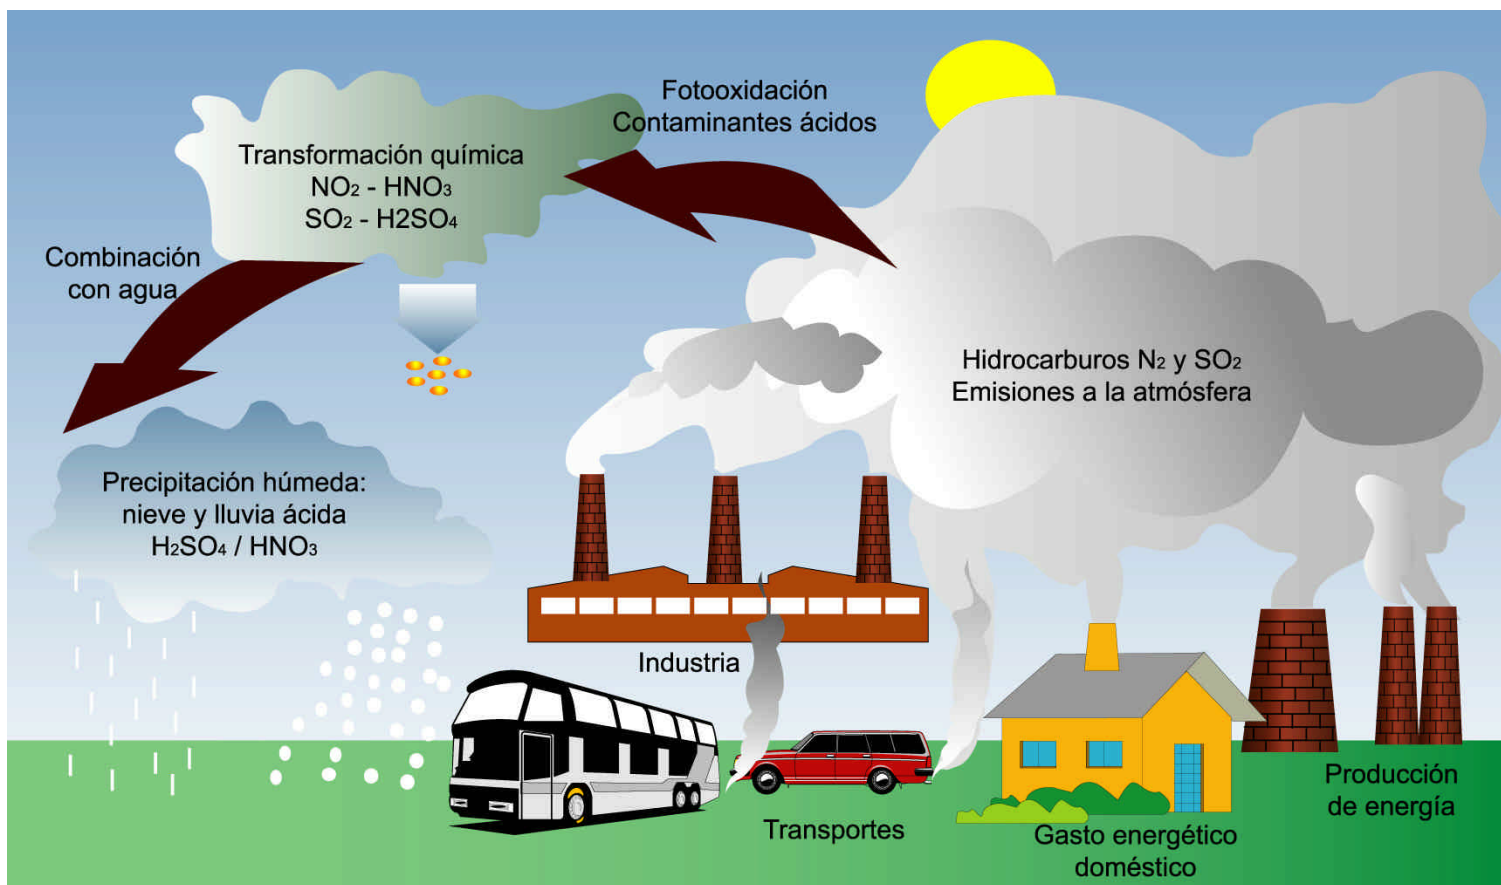 Fotooxidación
Contaminantes ácidos
Transformación química
NO₂ - HNO₃
SO₂ - H2SO₄
Combinación
con agua
Hidrocarburos N₂ y SO₂
Emisiones a la atmósfera
Precipitación húmeda:
nieve y lluvia ácida
H₂SO₄ / HNO₃
Industria
Transportes
Gasto energético
doméstico
Producción
de energía